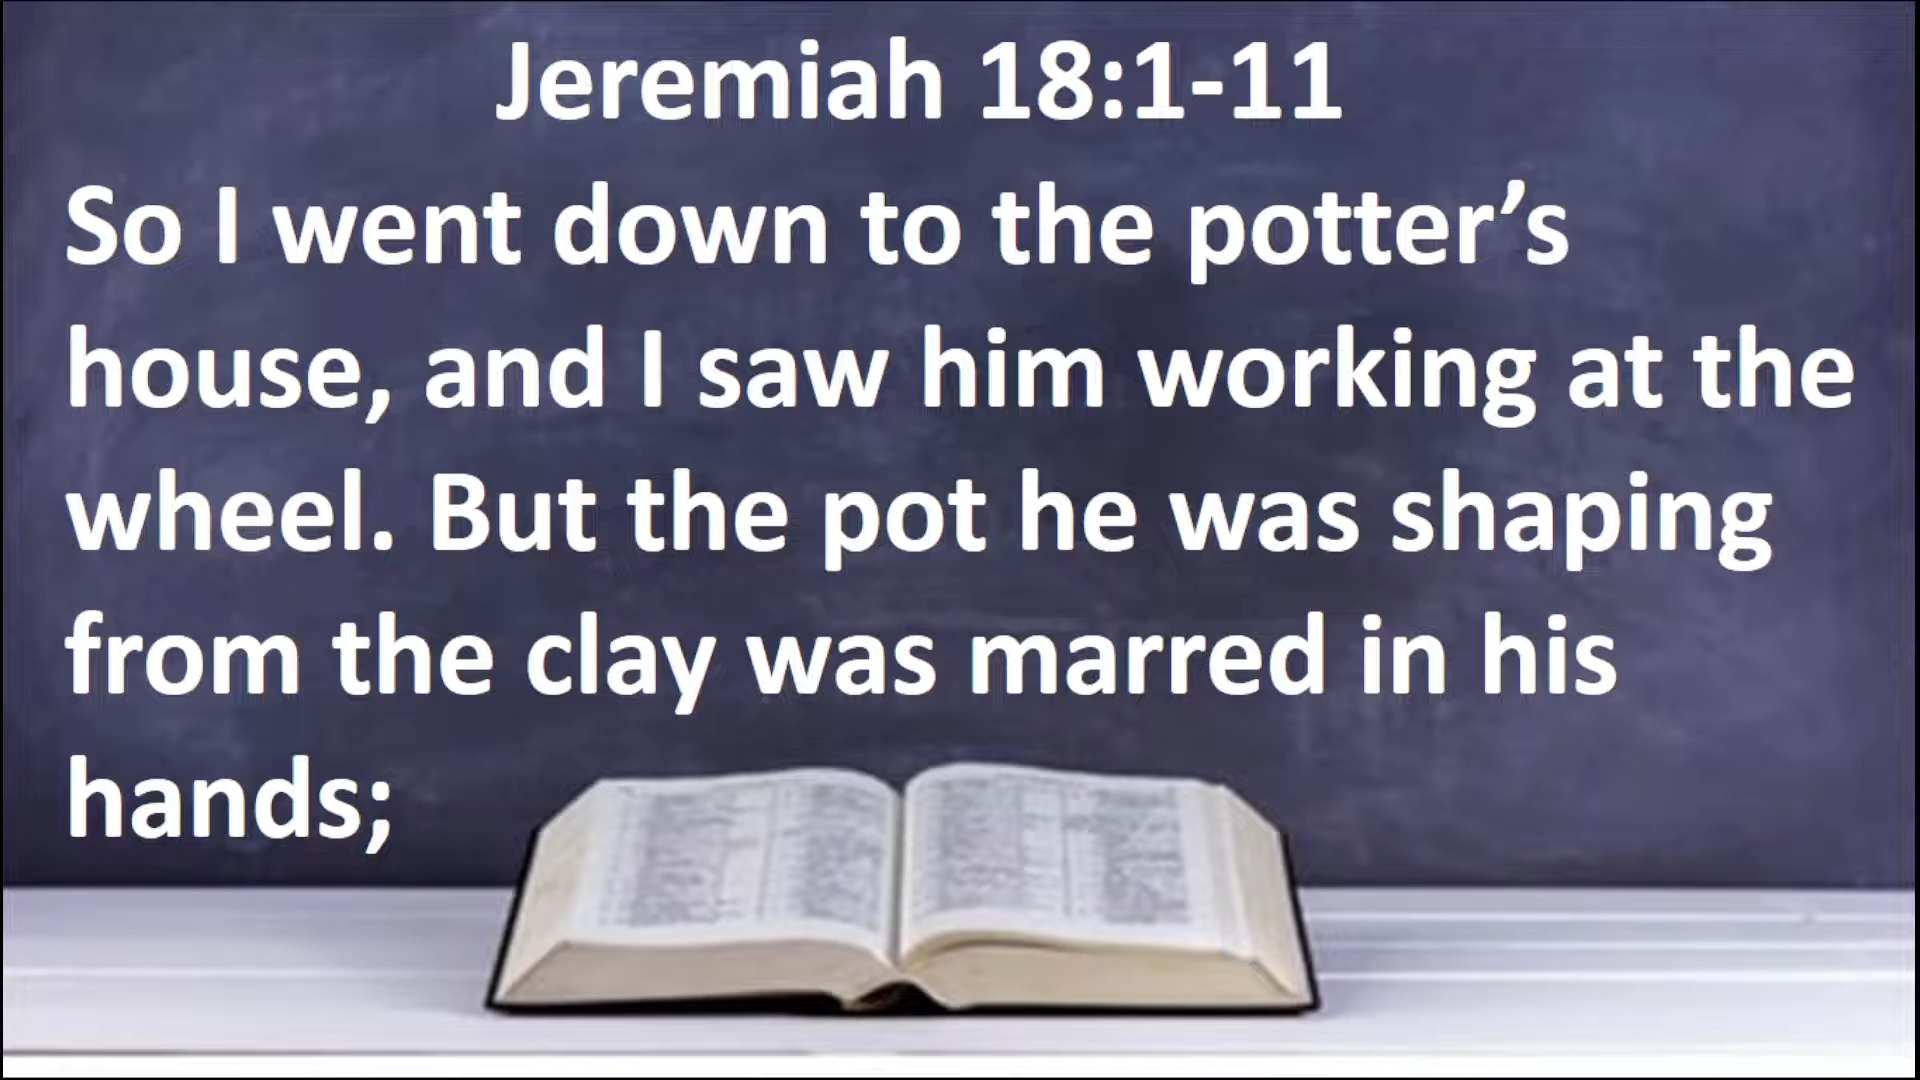 Jeremiah 18:1-11
So I went down to the potter’s
house, and I saw him working at the
wheel. But the pot he was shaping
from the clay was marred in his
hands;